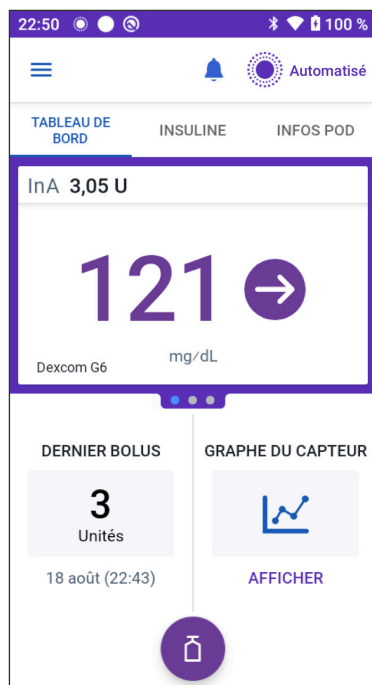 22:50 100 %
Automatisé
TABLEAU DE
BORD
INSULINE
INFOS POD
InA 3,05 U
121
mg/dL
Dexcom G6
DERNIER BOLUS
3
Unités
18 août (22:43)
GRAPHE DU CAPTEUR
AFFICHER